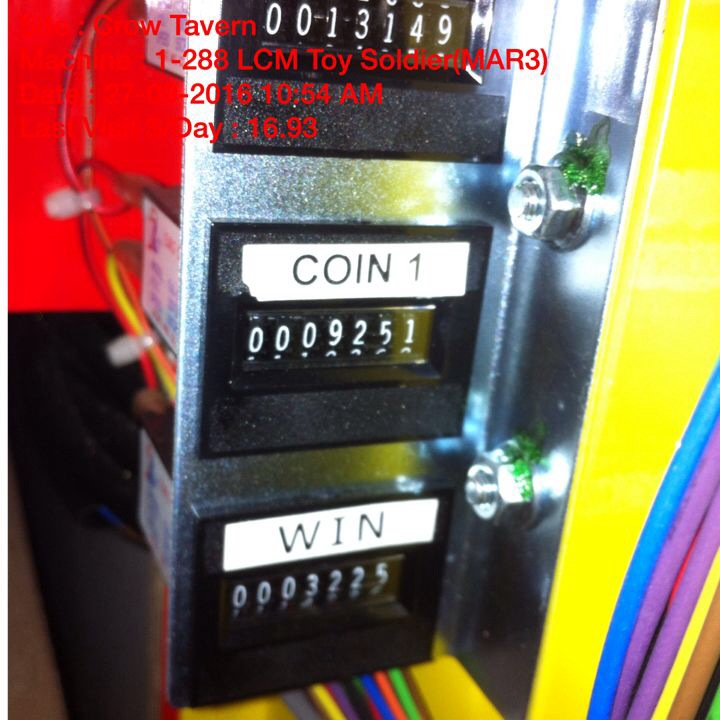 Crow Tavern
0013149
1-288 LCM Toy Soldier(MAR3)
-2016 10:54 AM
Day : 16.93
COIN 1
0009251
WIN
0003225